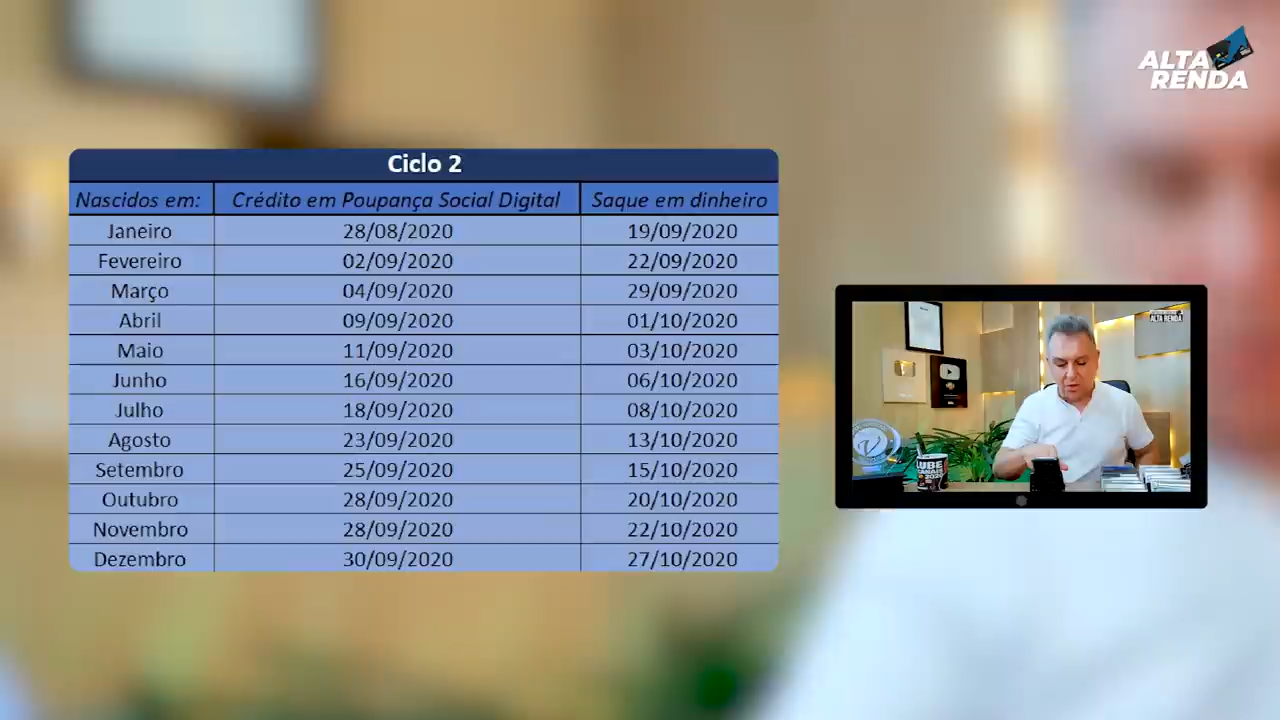 ALTA
RENDA
Ciclo 2
Nascidos em: Crédito em Poupança Social Digital Saque em dinheiro
Janeiro 28/08/2020 19/09/2020
Fevereiro 02/09/2020 22/09/2020
Março 04/09/2020 29/09/2020
Abril 09/09/2020 01/10/2020
Maio 11/09/2020 03/10/2020
Junho 16/09/2020 06/10/2020
Julho 18/09/2020 08/10/2020
Agosto 23/09/2020 13/10/2020
Setembro 25/09/2020 15/10/2020
Outubro 28/09/2020 20/10/2020
Novembro 28/09/2020 22/10/2020
Dezembro 30/09/2020 27/10/2020
ALTA RENDA